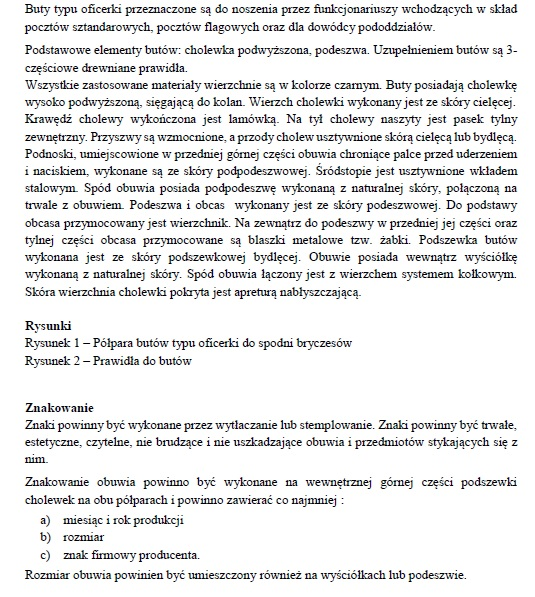 Buty typu oficerki przeznaczone są do noszenia przez funkcjonariuszy wchodzących w skład
pocztów sztandarowych, pocztów flagowych oraz dla dowódcy pododdziałów.
Podstawowe elementy butów: cholewka podwyższona, podeszwa. Uzupełnieniem butów są 3-
częściowe drewniane prawidła.
Wszystkie zastosowane materiały wierzchnie są w kolorze czarnym. Buty posiadają cholewkę
wysoko podwyższoną, sięgającą do kolan. Wierzch cholewki wykonany jest ze skóry cielęcej.
Krawędź cholewy wykończona jest lamówką. Na tył cholewy naszyty jest pasek tylny
zewnętrzny. Przyszwy są wzmocnione, a przody cholew usztywnione skórą cielęcą lub bydlęcą.
Podnoski, umiejscowione w przedniej górnej części obuwia chroniące palce przed uderzeniem
i naciskiem, wykonane są ze skóry podpodeszwowej. Śródstopie jest usztywnione wkładem
stalowym. Spód obuwia posiada podpodeszwę wykonaną z naturalnej skóry, połączoną na
trwałe z obuwiem. Podeszwa i obcas wykonany jest ze skóry podeszwowej. Do podstawy
obcasa przymocowany jest wierzchnik. Na zewnątrz do podeszwy w przedniej jej części oraz
tylnej części obcasa przymocowane są blaszki metalowe tzw. żabki. Podszewka butów
wykonana jest ze skóry podszewkowej bydlęcej. Obuwie posiada wewnątrz wyściółkę
wykonaną z naturalnej skóry. Spód obuwia łączony jest z wierzchem systemem kołkowym.
Skóra wierzchnia cholewki pokryta jest apreturą nabłyszczającą.
Rysunki
Rysunek 1 – Półpara butów typu oficerki do spodni bryczesów
Rysunek 2 – Prawidła do butów
Znakowanie
Znaki powinny być wykonane przez wytłaczanie lub stemplowanie. Znaki powinny być trwałe,
estetyczne, czytelne, nie brudzące i nie uszkadzające obuwia i przedmiotów stykających się z
nim.
Znakowanie obuwia powinno być wykonane na wewnętrznej górnej części podszewki
cholewek na obu półparach i powinno zawierać co najmniej :
a) miesiąc i rok produkcji
b) rozmiar
c) znak firmowy producenta.
Rozmiar obuwia powinien być umieszczony również na wyściółkach lub podeszwie.